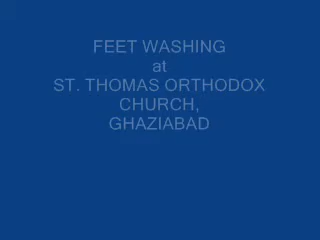 FEET WASHING
at
ST. THOMAS ORTHODOX
CHURCH,
GHAZIABAD